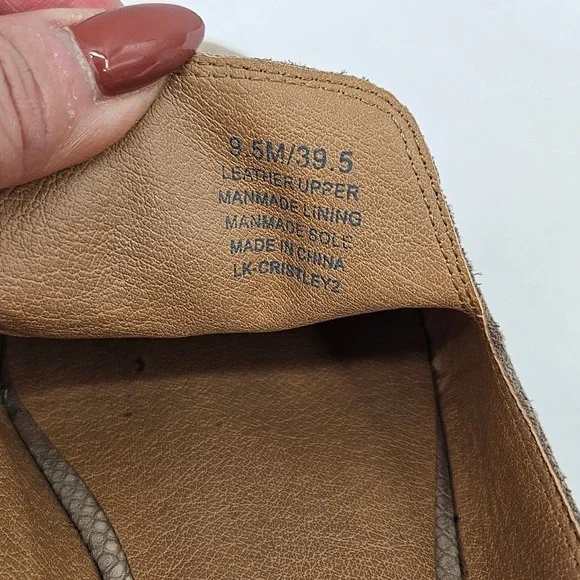 9.5M/39.5
LEATHER UPPER
MANMADE LINING
MANMADE SOLE
MADE IN CHINA
LK-CRISTLEY2